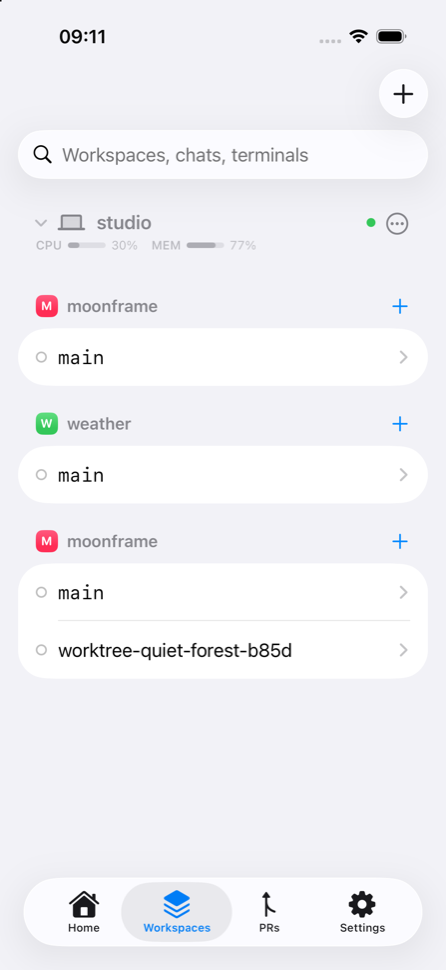 09:11
Workspaces, chats, terminals
studio
CPU 30% MEM 77%
M moonframe
main
W weather
main
M moonframe
main
worktree-quiet-forest-b85d
Home Workspaces PRs Settings